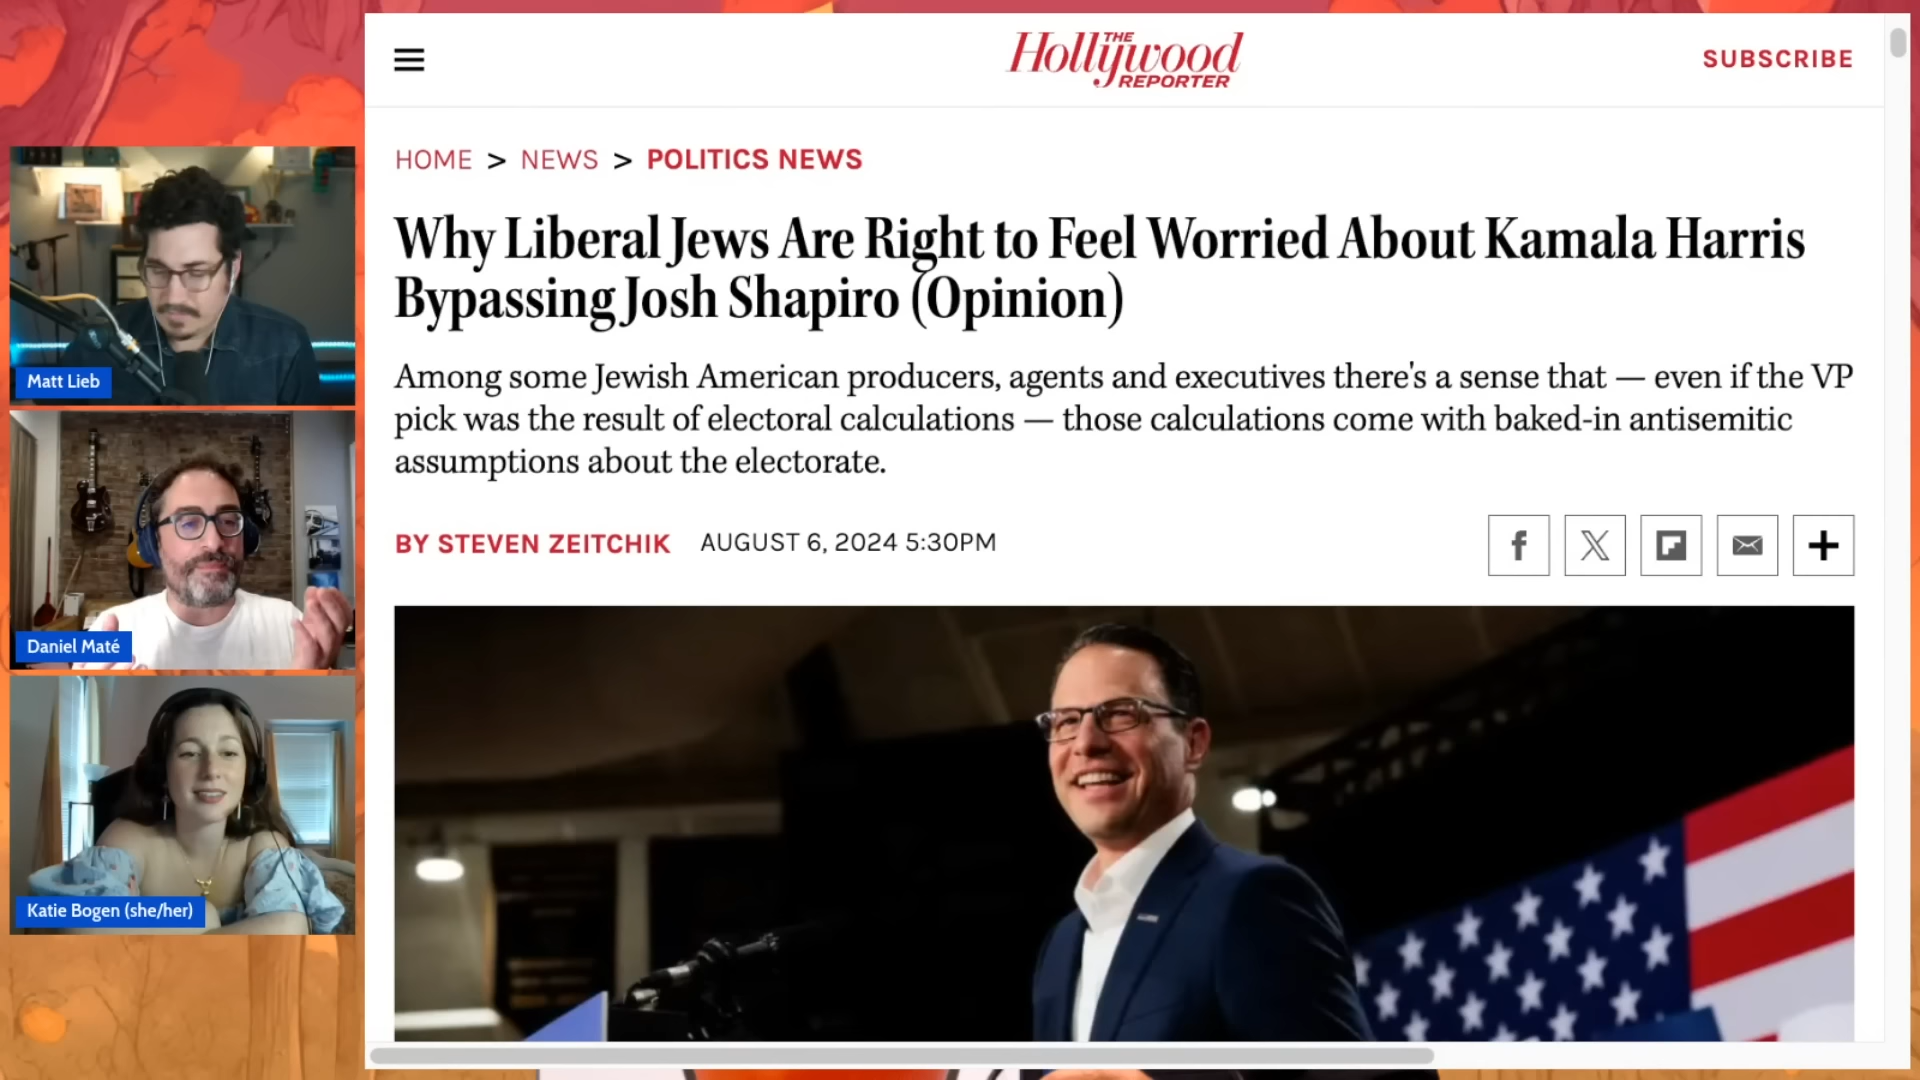 THE
Hollywood
REPORTER
SUBSCRIBE
HOME > NEWS > POLITICS NEWS
Why Liberal Jews Are Right to Feel Worried About Kamala Harris
Bypassing Josh Shapiro (Opinion)
Among some Jewish American producers, agents and executives there's a sense that — even if the VP
pick was the result of electoral calculations — those calculations come with baked-in antisemitic
assumptions about the electorate.
BY STEVEN ZEITCHIK AUGUST 6, 2024 5:30PM
Matt Lieb
Daniel Maté
Katie Bogen (she/her)